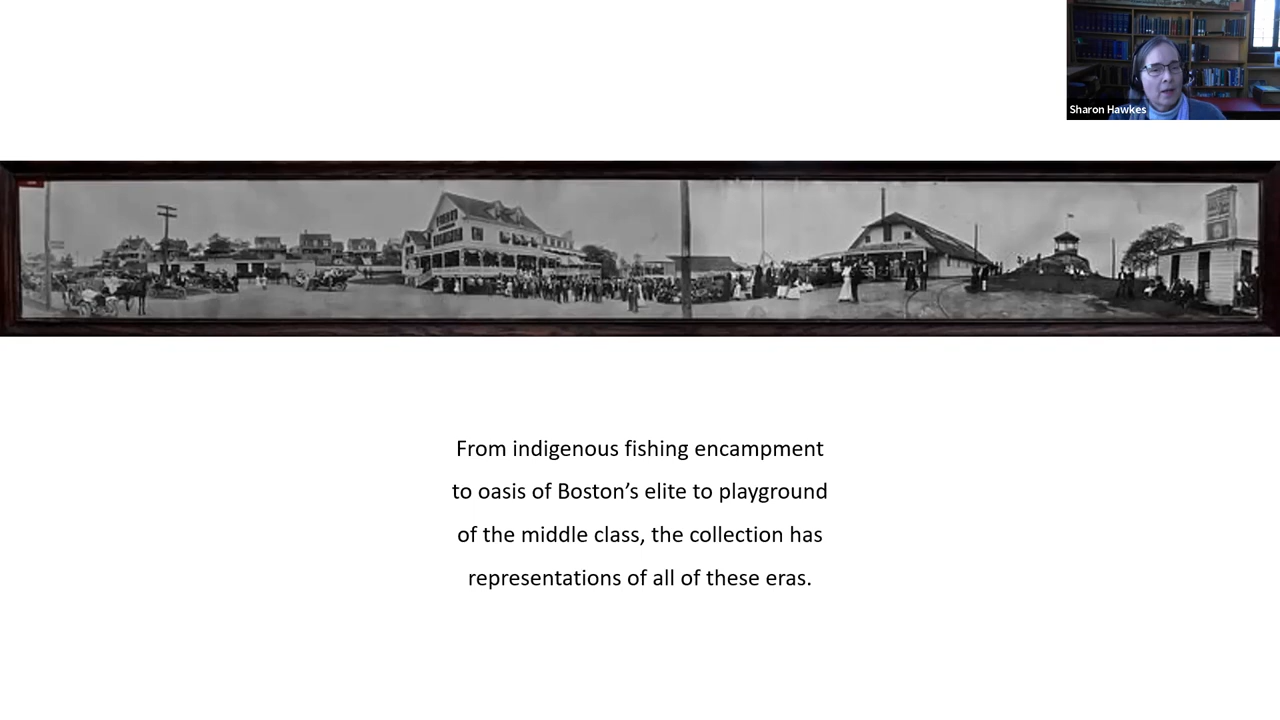 Sharon Hawkes
From indigenous fishing encampment
to oasis of Boston’s elite to playground
of the middle class, the collection has
representations of all of these eras.